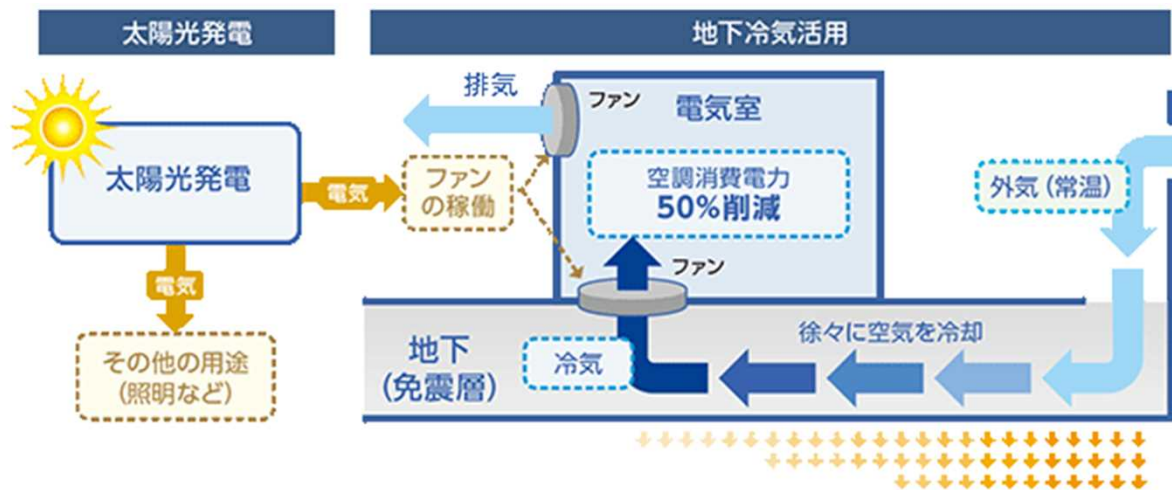 太陽光発電
地下冷気活用
太陽光発電
電気
電気
その他の用途
(照明など)
ファン
の稼働
排気
ファン
電気室
空調消費電力
50%削減
ファン
外気(常温)
徐々に空気を冷却
冷気
地下
(免震層)